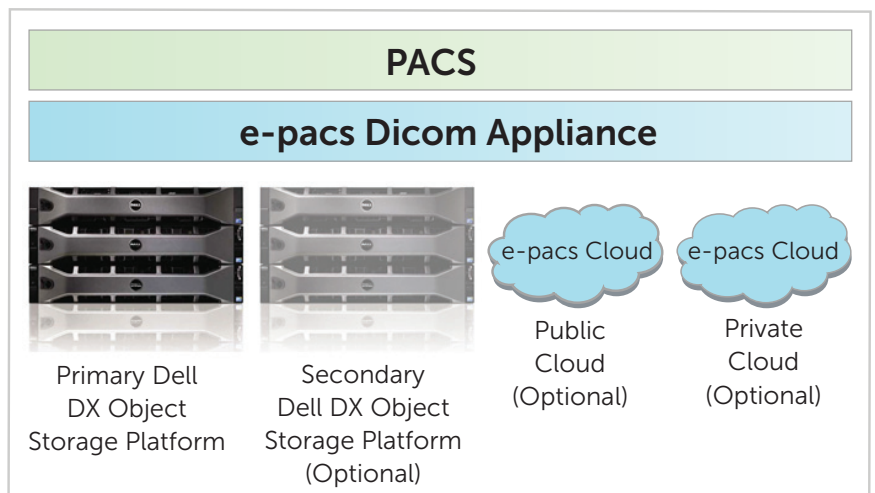 PACS
e-pacs Dicom Appliance
e-pacs Cloud
e-pacs Cloud
Primary Dell
DX Object
Storage Platform
Secondary
Dell DX Object
Storage Platform
(Optional)
Public
Cloud
(Optional)
Private
Cloud
(Optional)